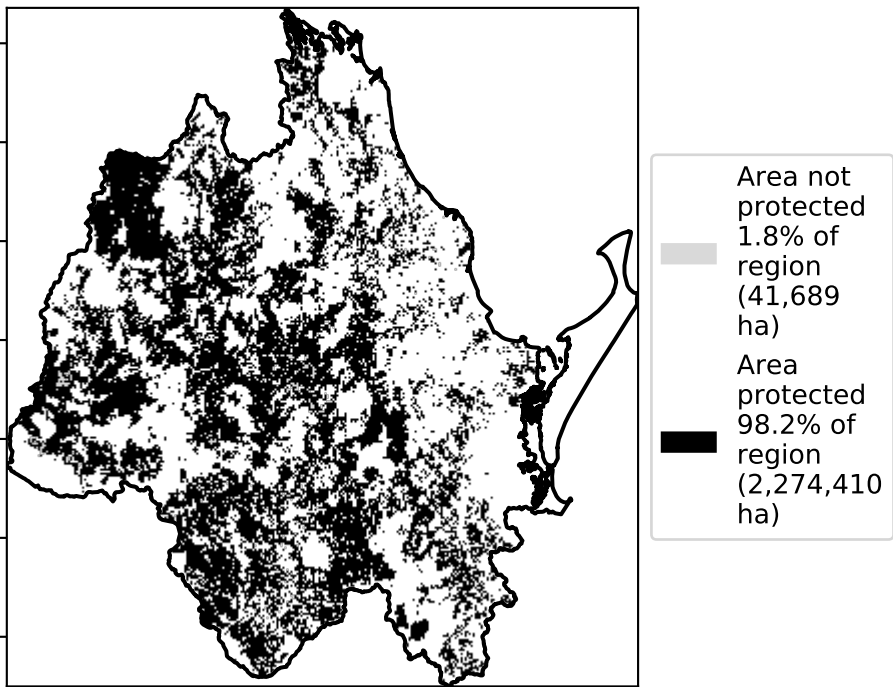 Area not
protected
1.8% of
region
(41,689
ha)
Area
protected
98.2% of
region
(2,274,410
ha)